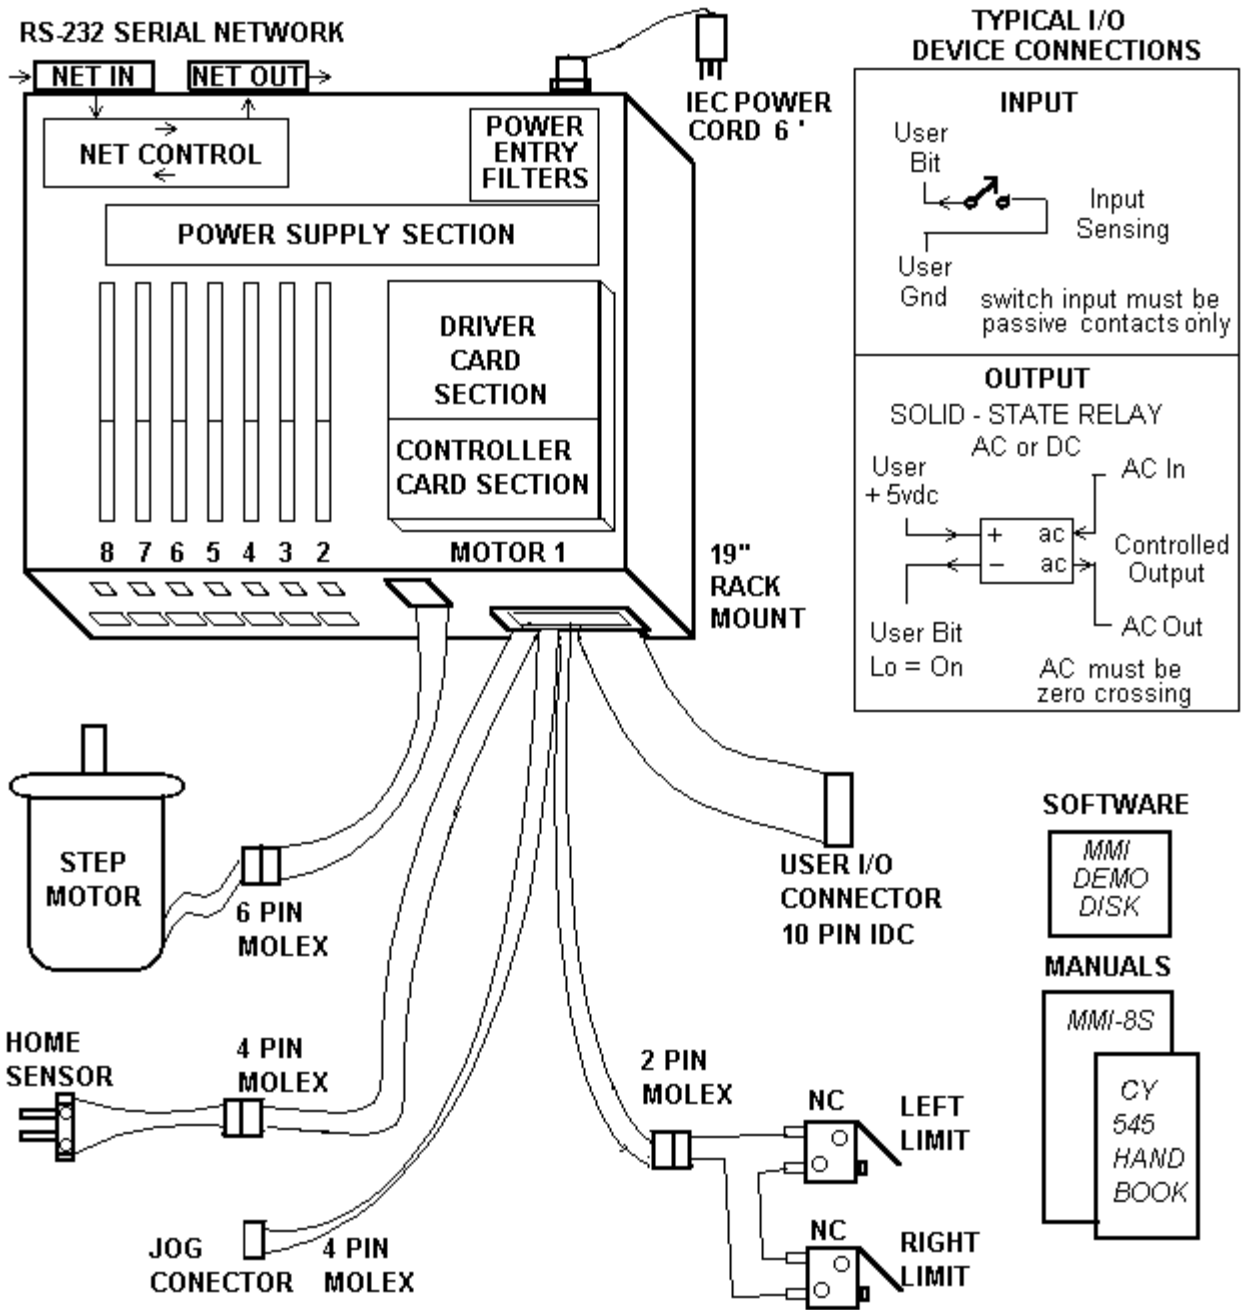 RS-232 SERIAL NETWORK
NET IN
NET OUT
NET CONTROL
POWER
ENTRY
FILTERS
IEC POWER
CORD 6 '
POWER SUPPLY SECTION
DRIVER
CARD
SECTION
CONTROLLER
CARD SECTION
8 7 6 5 4 3 2
MOTOR 1
19"
RACK
MOUNT
TYPICAL I/O
DEVICE CONNECTIONS
INPUT
User
Bit
Input
Sensing
User
Gnd
switch input must be
passive contacts only
OUTPUT
SOLID - STATE RELAY
AC or DC
User
+ 5vdc
AC In
+ ac
- ac
Controlled
Output
User Bit
Lo = On
AC Out
AC must be
zero crossing
STEP
MOTOR
6 PIN
MOLEX
USER I/O
CONNECTOR
10 PIN IDC
SOFTWARE
MMI
DEMO
DISK
MANUALS
MMI-8S
CY
545
HAND
BOOK
HOME
SENSOR
4 PIN
MOLEX
2 PIN
MOLEX
NC
LEFT
LIMIT
NC
RIGHT
LIMIT
JOG
CONECTOR
4 PIN
MOLEX